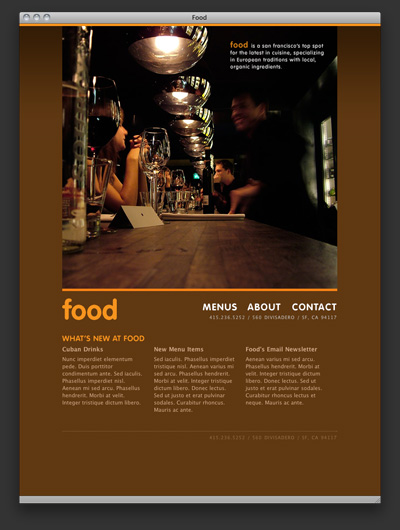 Food
food is a san francisco's top spot
for the latest in cuisine, specializing
in European traditions with local,
organic ingredients.
food
MENUS ABOUT CONTACT
415.236.5252 / 560 DIVISADERO / SF, CA 94117
WHAT'S NEW AT FOOD
Cuban Drinks
Nunc imperdiet elementum
pede. Duis porttitor
condimentum ante. Sed iaculis.
Phasellus imperdiet nisl.
Aenean mi sed arcu. Phasellus
hendrerit. Morbi at velit.
Integer tristique dictum libero.
New Menu Items
Sed iaculis. Phasellus imperdiet
tristique nisl. Aenean varius mi
sed arcu. Phasellus hendrerit.
Morbi at velit. Integer tristique
dictum libero. Donec lectus.
Sed ut justo et erat pulvinar
sodales. Curabitur rhoncus.
Mauris ac ante.
Food's Email Newsletter
Aenean varius mi sed arcu.
Phasellus hendrerit. Morbi at
velit. Integer tristique dictum
libero. Donec lectus. Sed ut
justo et erat pulvinar sodales.
Curabitur rhoncus lectus et
neque. Mauris ac ante.
415.236.5252 / 560 DIVISADERO / SF, CA 94117